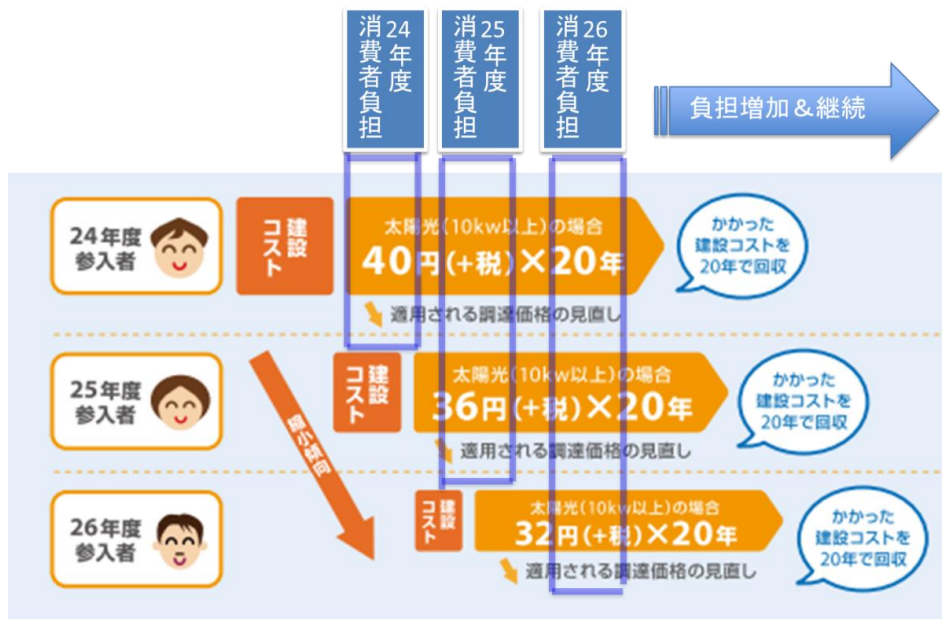 24年度
消費者負担
25年度
消費者負担
26年度
消費者負担
負担増加&継続
24年度
参入者
建設
コスト
太陽光(10kw以上)の場合
40円(+税)×20年
かかった
建設コストを
20年で回収
適用される調達価格の見直し
25年度
参入者
縮小傾向
建設
コスト
太陽光(10kw以上)の場合
36円(+税)×20年
かかった
建設コストを
20年で回収
適用される調達価格の見直し
26年度
参入者
建設
コスト
太陽光(10kw以上)の場合
32円(+税)×20年
かかった
建設コストを
20年で回収
適用される調達価格の見直し